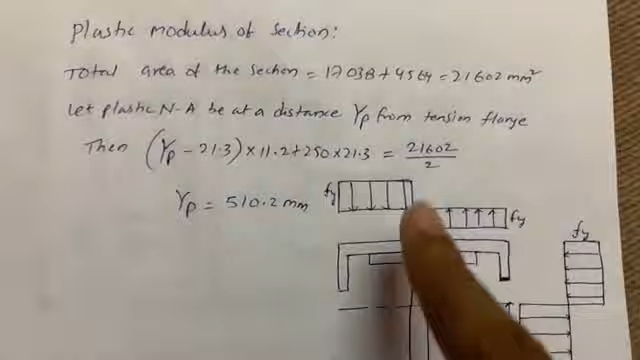 Plastic modulus of section:
Total area of the section = 17038 + 4564 = 21602 mm²
Let plastic N-A be at a distance Yp from tension flange
Then (Yp - 21.3) × 11.2 + 250 × 21.3 = 21602/2
Yp = 510.2 mm
fy
fy
fy